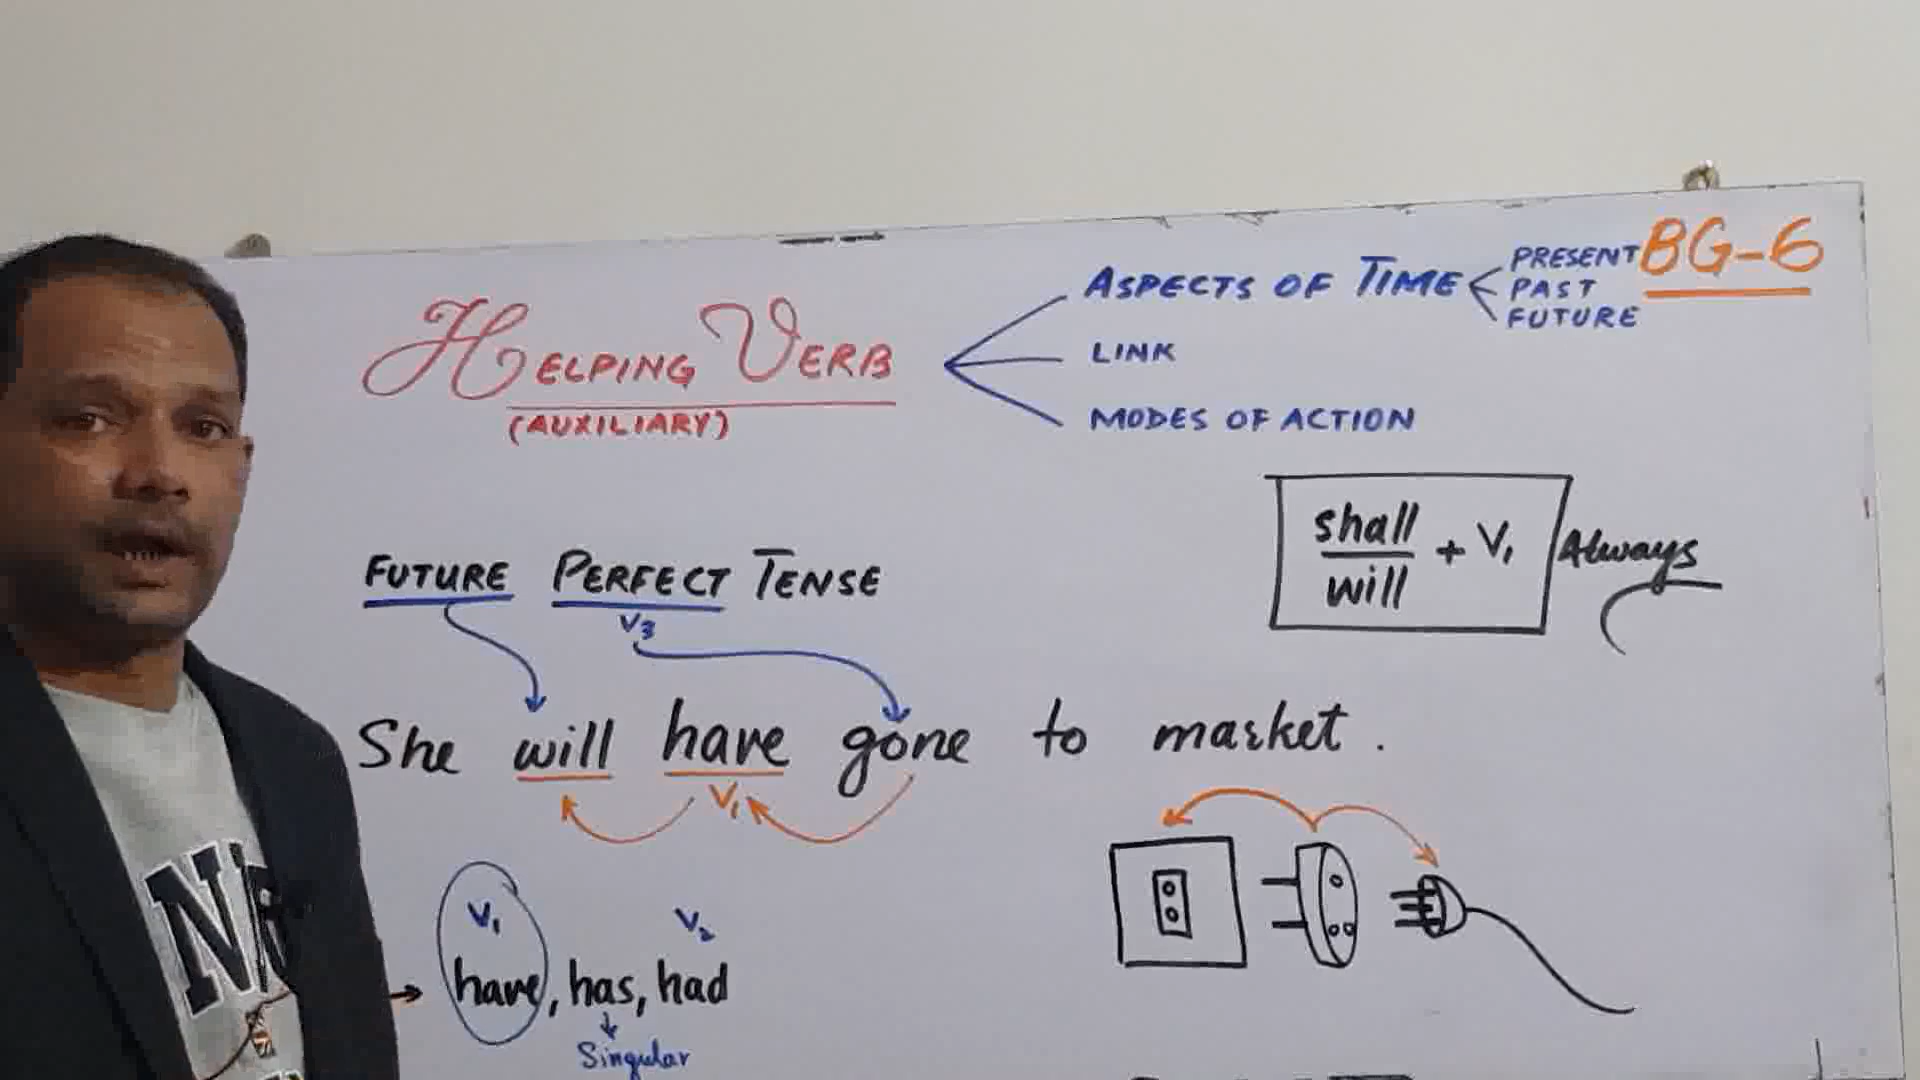 BG-6
HELPING VERB
(AUXILIARY)
ASPECTS OF TIME
PRESENT
PAST
FUTURE
LINK
MODES OF ACTION
shall
will
+ V₁
Always
FUTURE PERFECT TENSE
V₃
She will have gone to market.
V₁
V₁ V₂
have, has, had
Singular